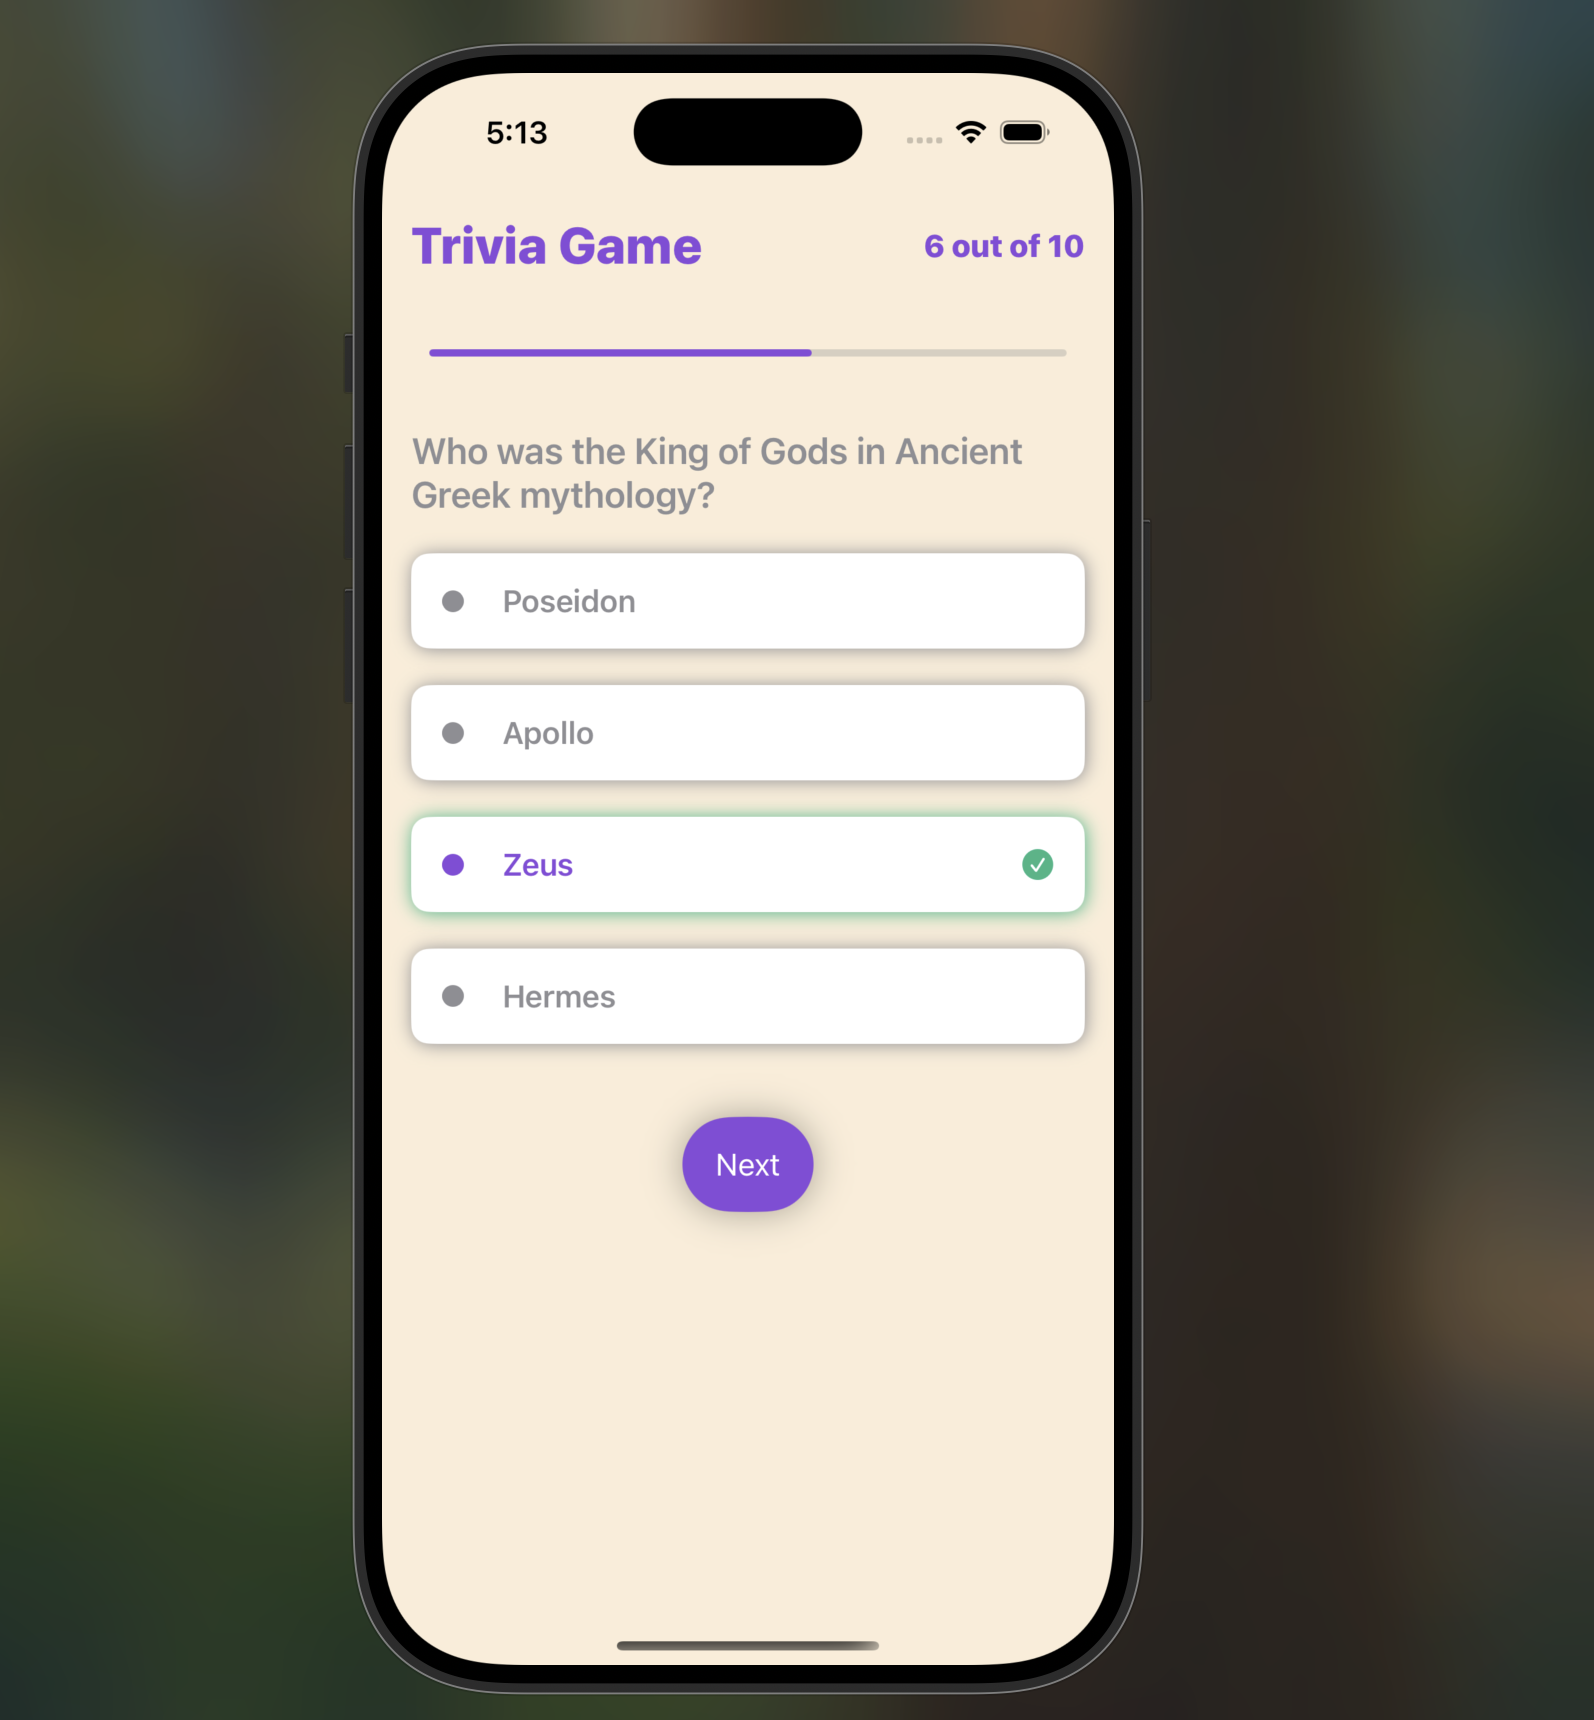 5:13
Trivia Game
6 out of 10
Who was the King of Gods in Ancient
Greek mythology?
Poseidon
Apollo
Zeus
Hermes
Next